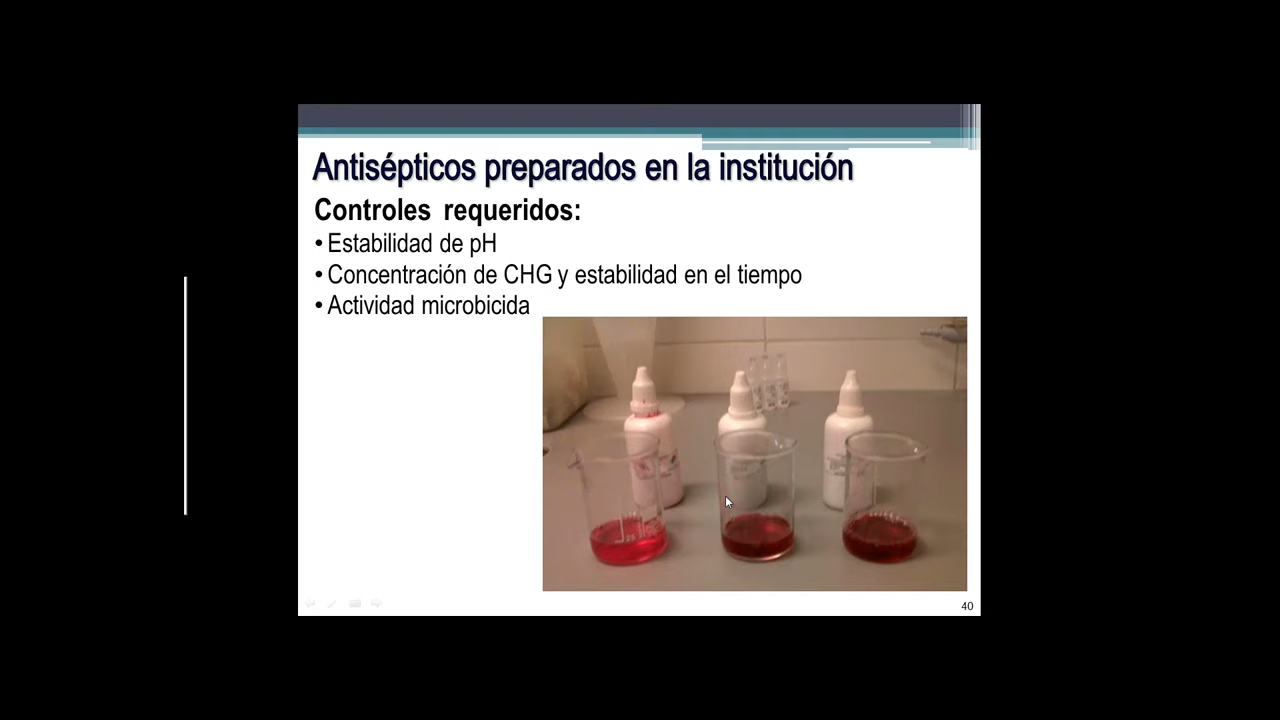 Antisépticos preparados en la institución
Controles requeridos:
• Estabilidad de pH
• Concentración de CHG y estabilidad en el tiempo
• Actividad microbicida
40